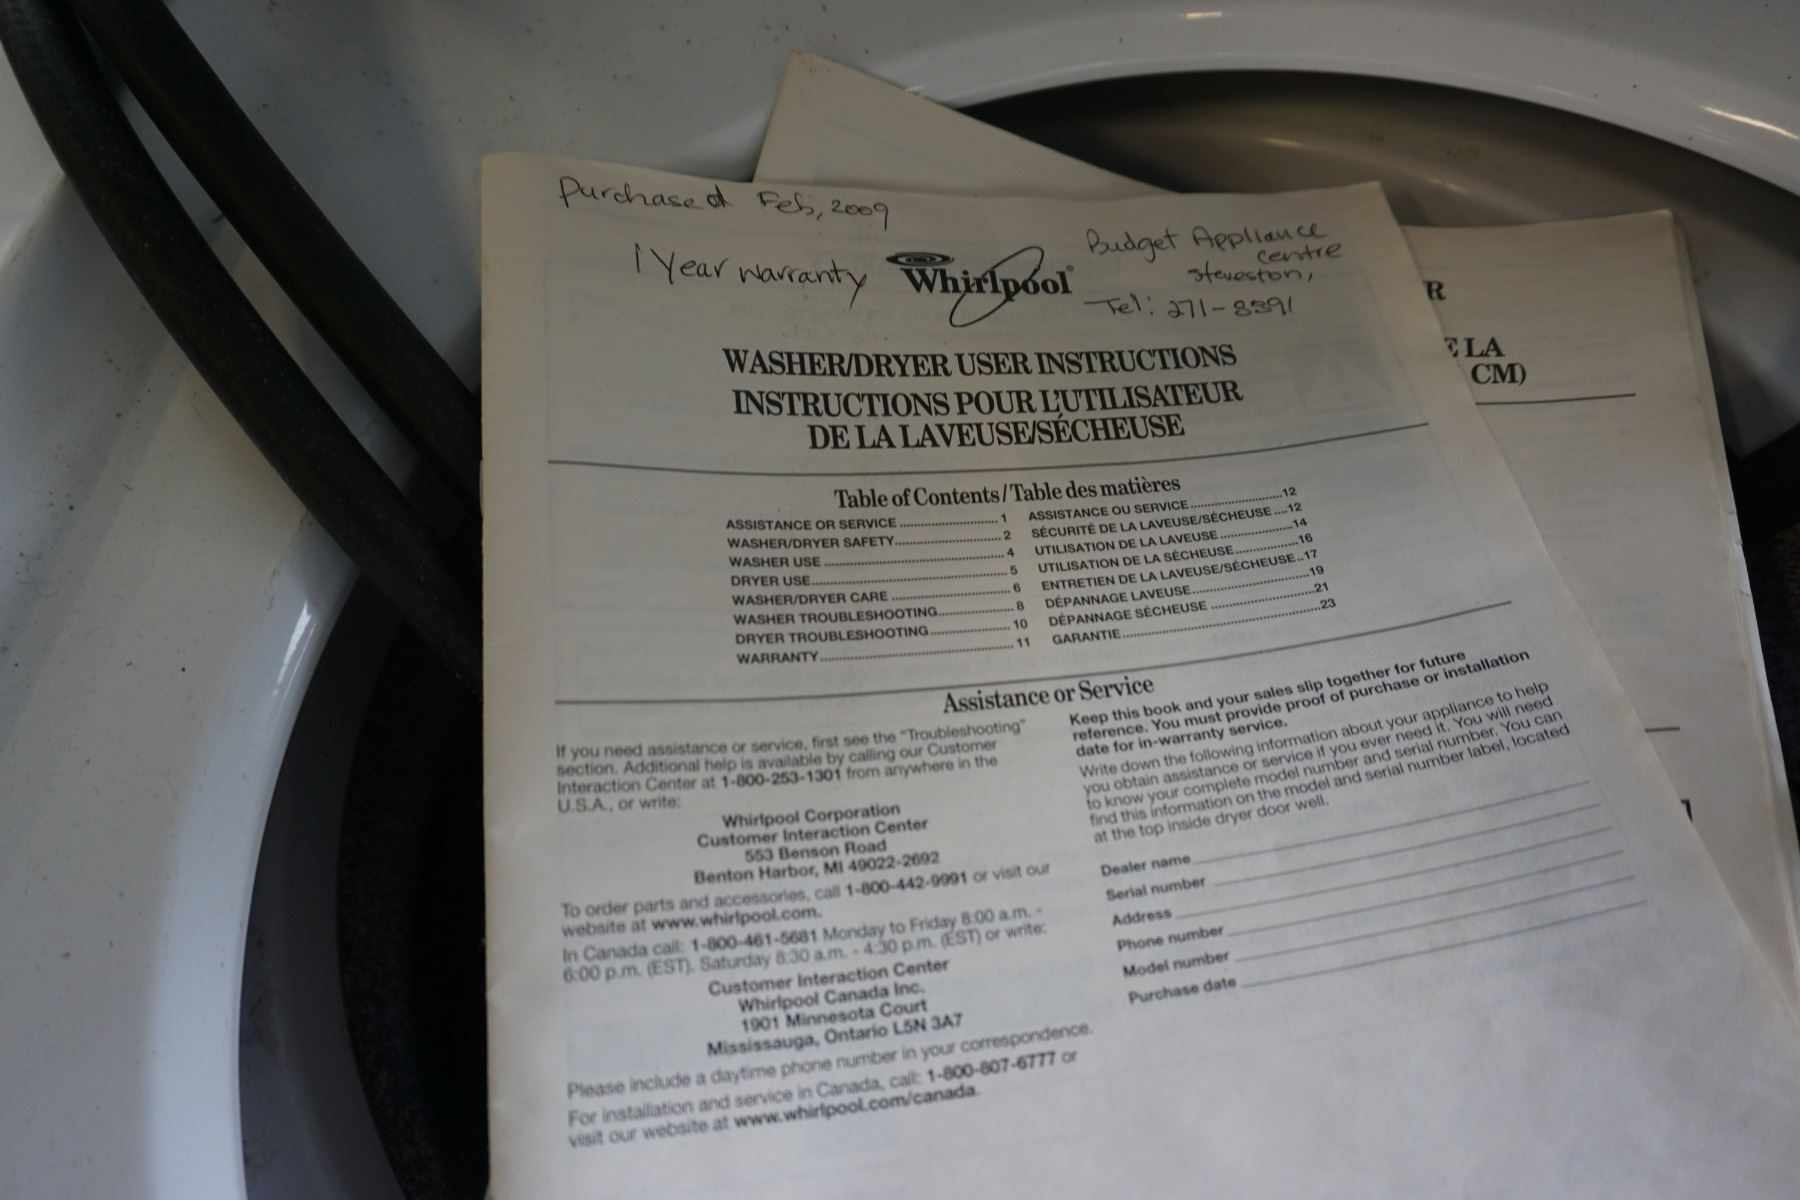 Purchased Feb, 2009
1 Year warranty
Whirlpool
Budget Appliance
centre
Steveston,
Tel: 271-8391
WASHER/DRYER USER INSTRUCTIONS
INSTRUCTIONS POUR L'UTILISATEUR
DE LA LAVEUSE/SÉCHEUSE
Table of Contents / Table des matières
ASSISTANCE OR SERVICE 1
WASHER/DRYER SAFETY 2
WASHER USE 4
DRYER USE 5
WASHER/DRYER CARE 6
WASHER TROUBLESHOOTING 8
DRYER TROUBLESHOOTING 10
WARRANTY 11
ASSISTANCE OU SERVICE 12
SÉCURITÉ DE LA LAVEUSE/SÉCHEUSE 12
UTILISATION DE LA LAVEUSE 14
UTILISATION DE LA SÉCHEUSE 16
ENTRETIEN DE LA LAVEUSE/SÉCHEUSE 17
DÉPANNAGE LAVEUSE 19
DÉPANNAGE SÉCHEUSE 21
GARANTIE 23
Assistance or Service
If you need assistance or service, first see the "Troubleshooting"
section. Additional help is available by calling our Customer
Interaction Center at 1-800-253-1301 from anywhere in the
U.S.A., or write:
Whirlpool Corporation
Customer Interaction Center
553 Benson Road
Benton Harbor, MI 49022-2692
To order parts and accessories, call 1-800-442-9991 or visit our
website at www.whirlpool.com.
In Canada call: 1-800-461-5681 Monday to Friday 8:00 a.m. -
6:00 p.m. (EST). Saturday 8:30 a.m. - 4:30 p.m. (EST) or write:
Customer Interaction Center
Whirlpool Canada Inc.
1901 Minnesota Court
Mississauga, Ontario L5N 3A7
Please include a daytime phone number in your correspondence.
For installation and service in Canada, call: 1-800-807-6777 or
visit our website at www.whirlpool.com/canada.
Keep this book and your sales slip together for future
reference. You must provide proof of purchase or installation
date for in-warranty service.
Write down the following information about your appliance to help
you obtain assistance or service if you ever need it. You will need
to know your complete model number and serial number. You can
find this information on the model and serial number label, located
at the top inside dryer door well.
Dealer name
Serial number
Address
Phone number
Model number
Purchase date
R
E LA
CM)